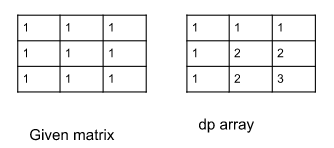 1 1 1 1 1 1
1 1 1 1 2 2
1 1 1 1 2 3
Given matrix dp array